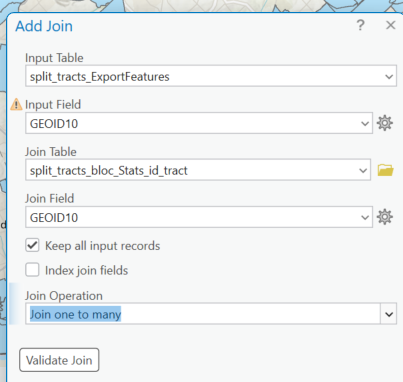 Add Join ? ×
Input Table
split_tracts_ExportFeatures
Input Field
GEOID10
Join Table
split_tracts_bloc_Stats_id_tract
Join Field
GEOID10
Keep all input records
Index join fields
Join Operation
Join one to many
Validate Join